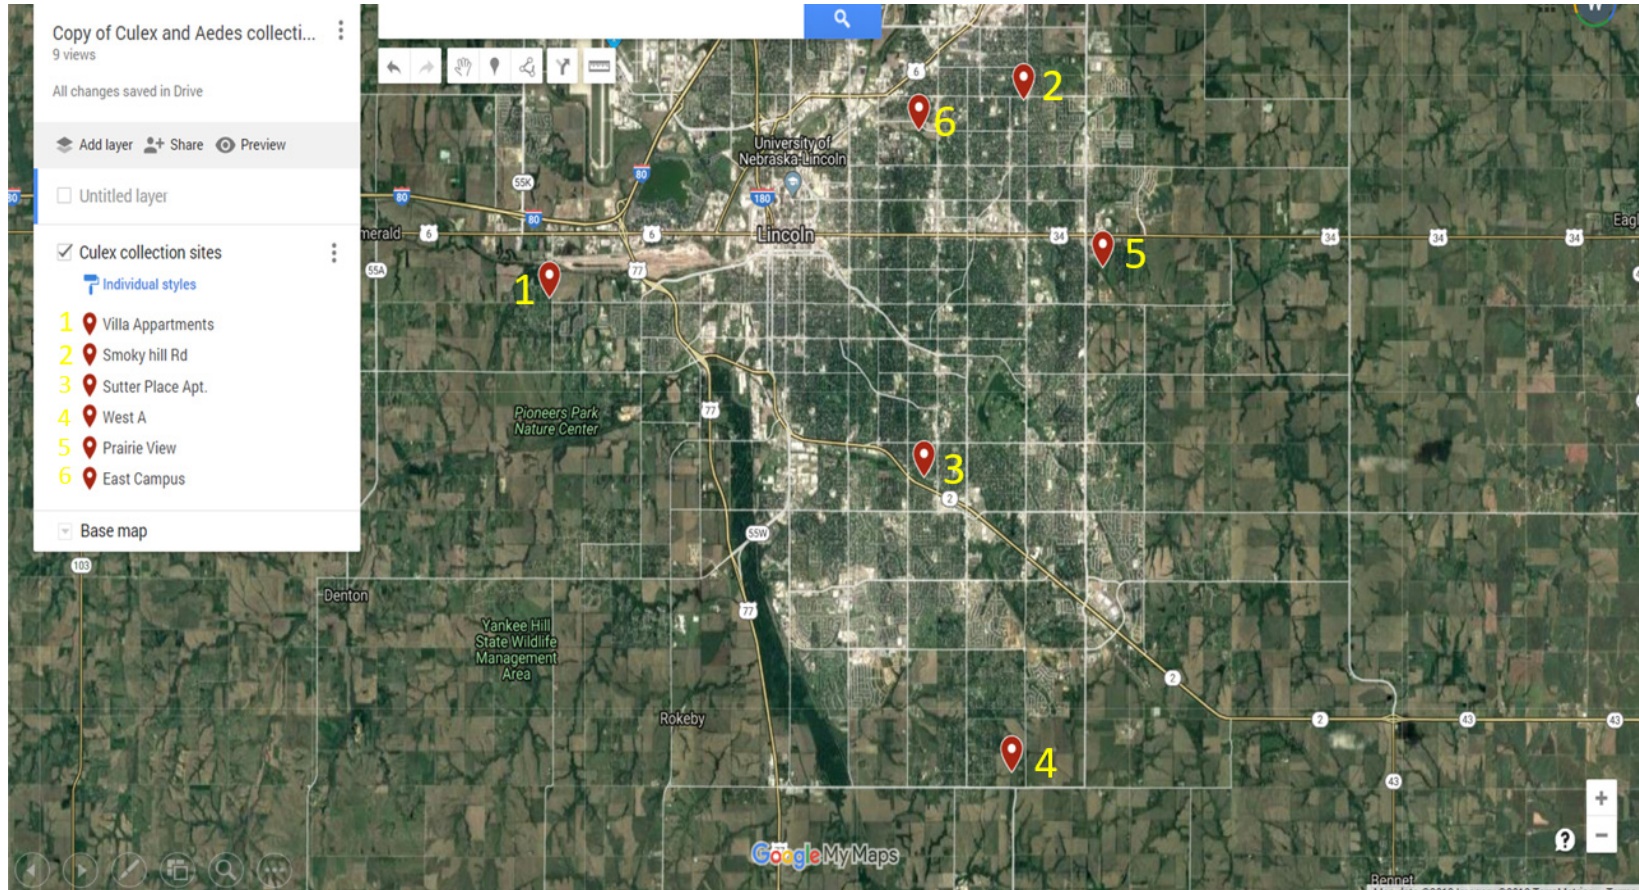 Copy of Culex and Aedes collecti...
9 views
All changes saved in Drive
Add layer Share Preview
Untitled layer
Culex collection sites
Individual styles
1 Villa Appartments
2 Smoky hill Rd
3 Sutter Place Apt.
4 West A
5 Prairie View
6 East Campus
Base map
W
6
2
6
University of
Nebraska-Lincoln
80
55K
80
80
180
80
merald
6
6
Lincoln
34
34
34
34
Eagl
5
55A
77
1
Pioneers Park
Nature Center
77
3
2
55W
103
Denton
77
Yankee Hill
State Wildlife
Management
Area
2
Rokeby
2
43
43
4
43
Google My Maps
Bennet